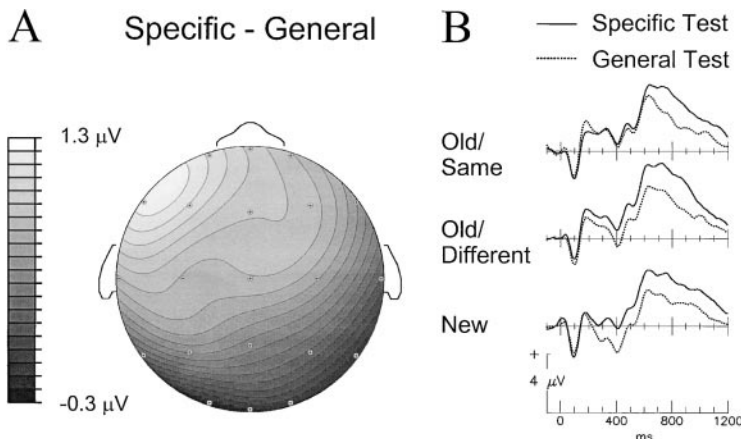 A
Specific - General
1.3 μV
-0.3 μV
B
Specific Test
General Test
Old/
Same
Old/
Different
New
+
4 μV
0 400 800 1200
ms